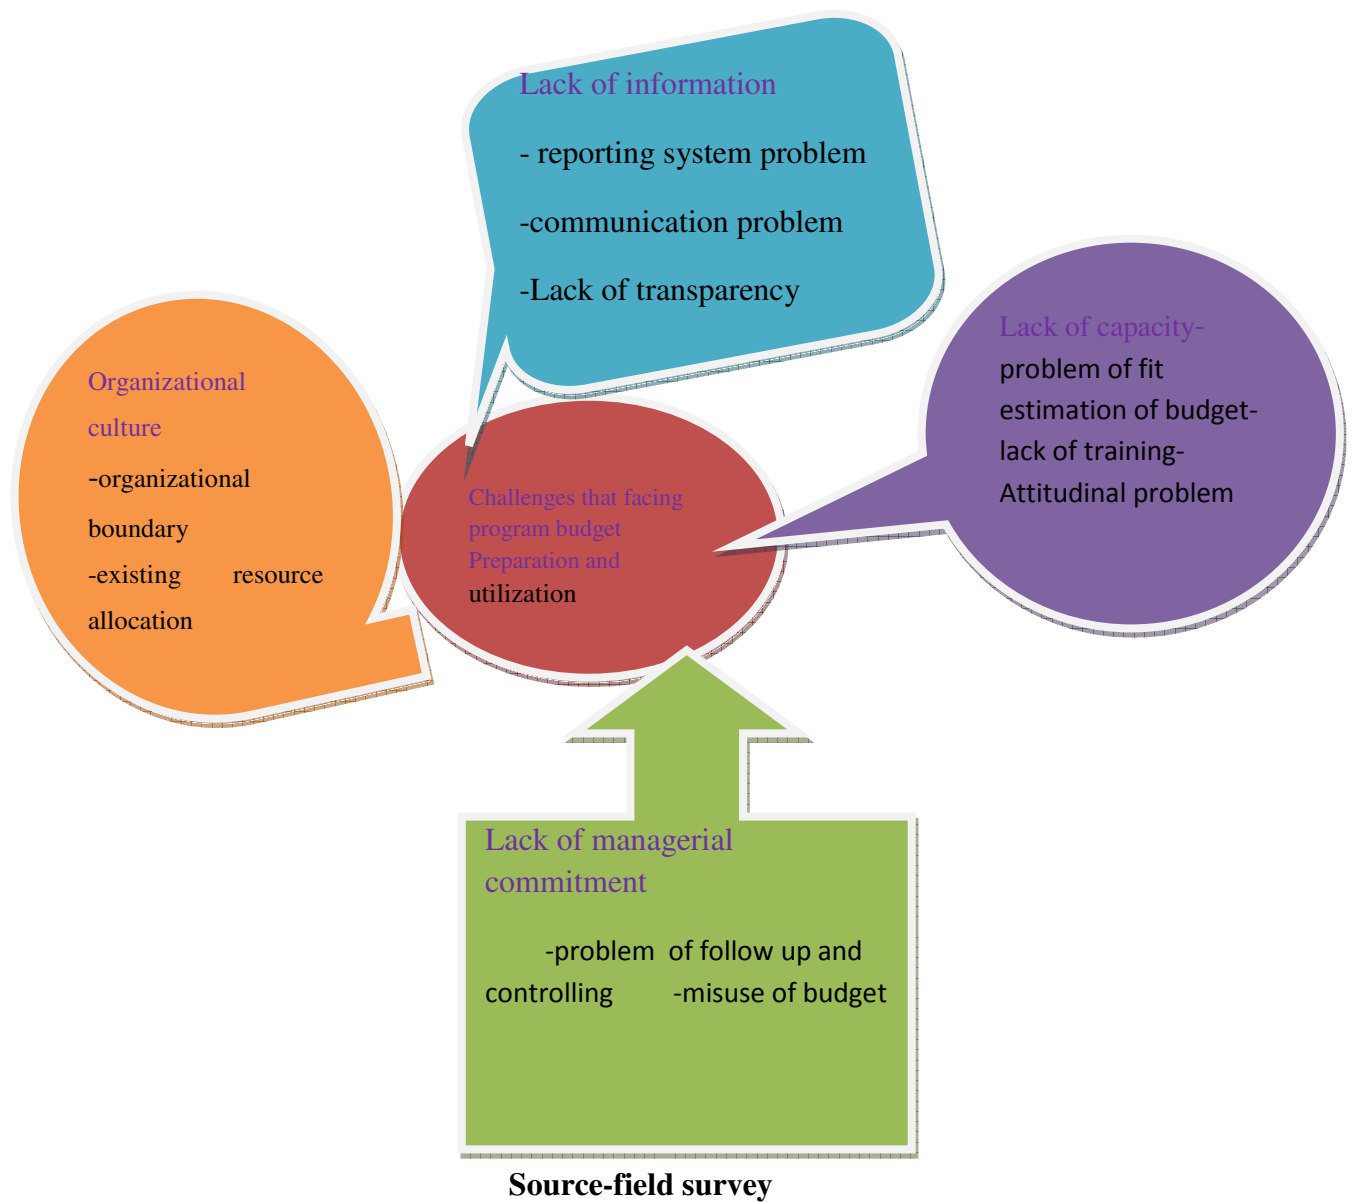 Lack of information
- reporting system problem
-communication problem
-Lack of transparency
Organizational
culture
-organizational
boundary
-existing resource
allocation
Challenges that facing
program budget
Preparation and
utilization
Lack of capacity-
problem of fit
estimation of budget-
lack of training-
Attitudinal problem
Lack of managerial
commitment
-problem of follow up and
controlling -misuse of budget
Source-field survey